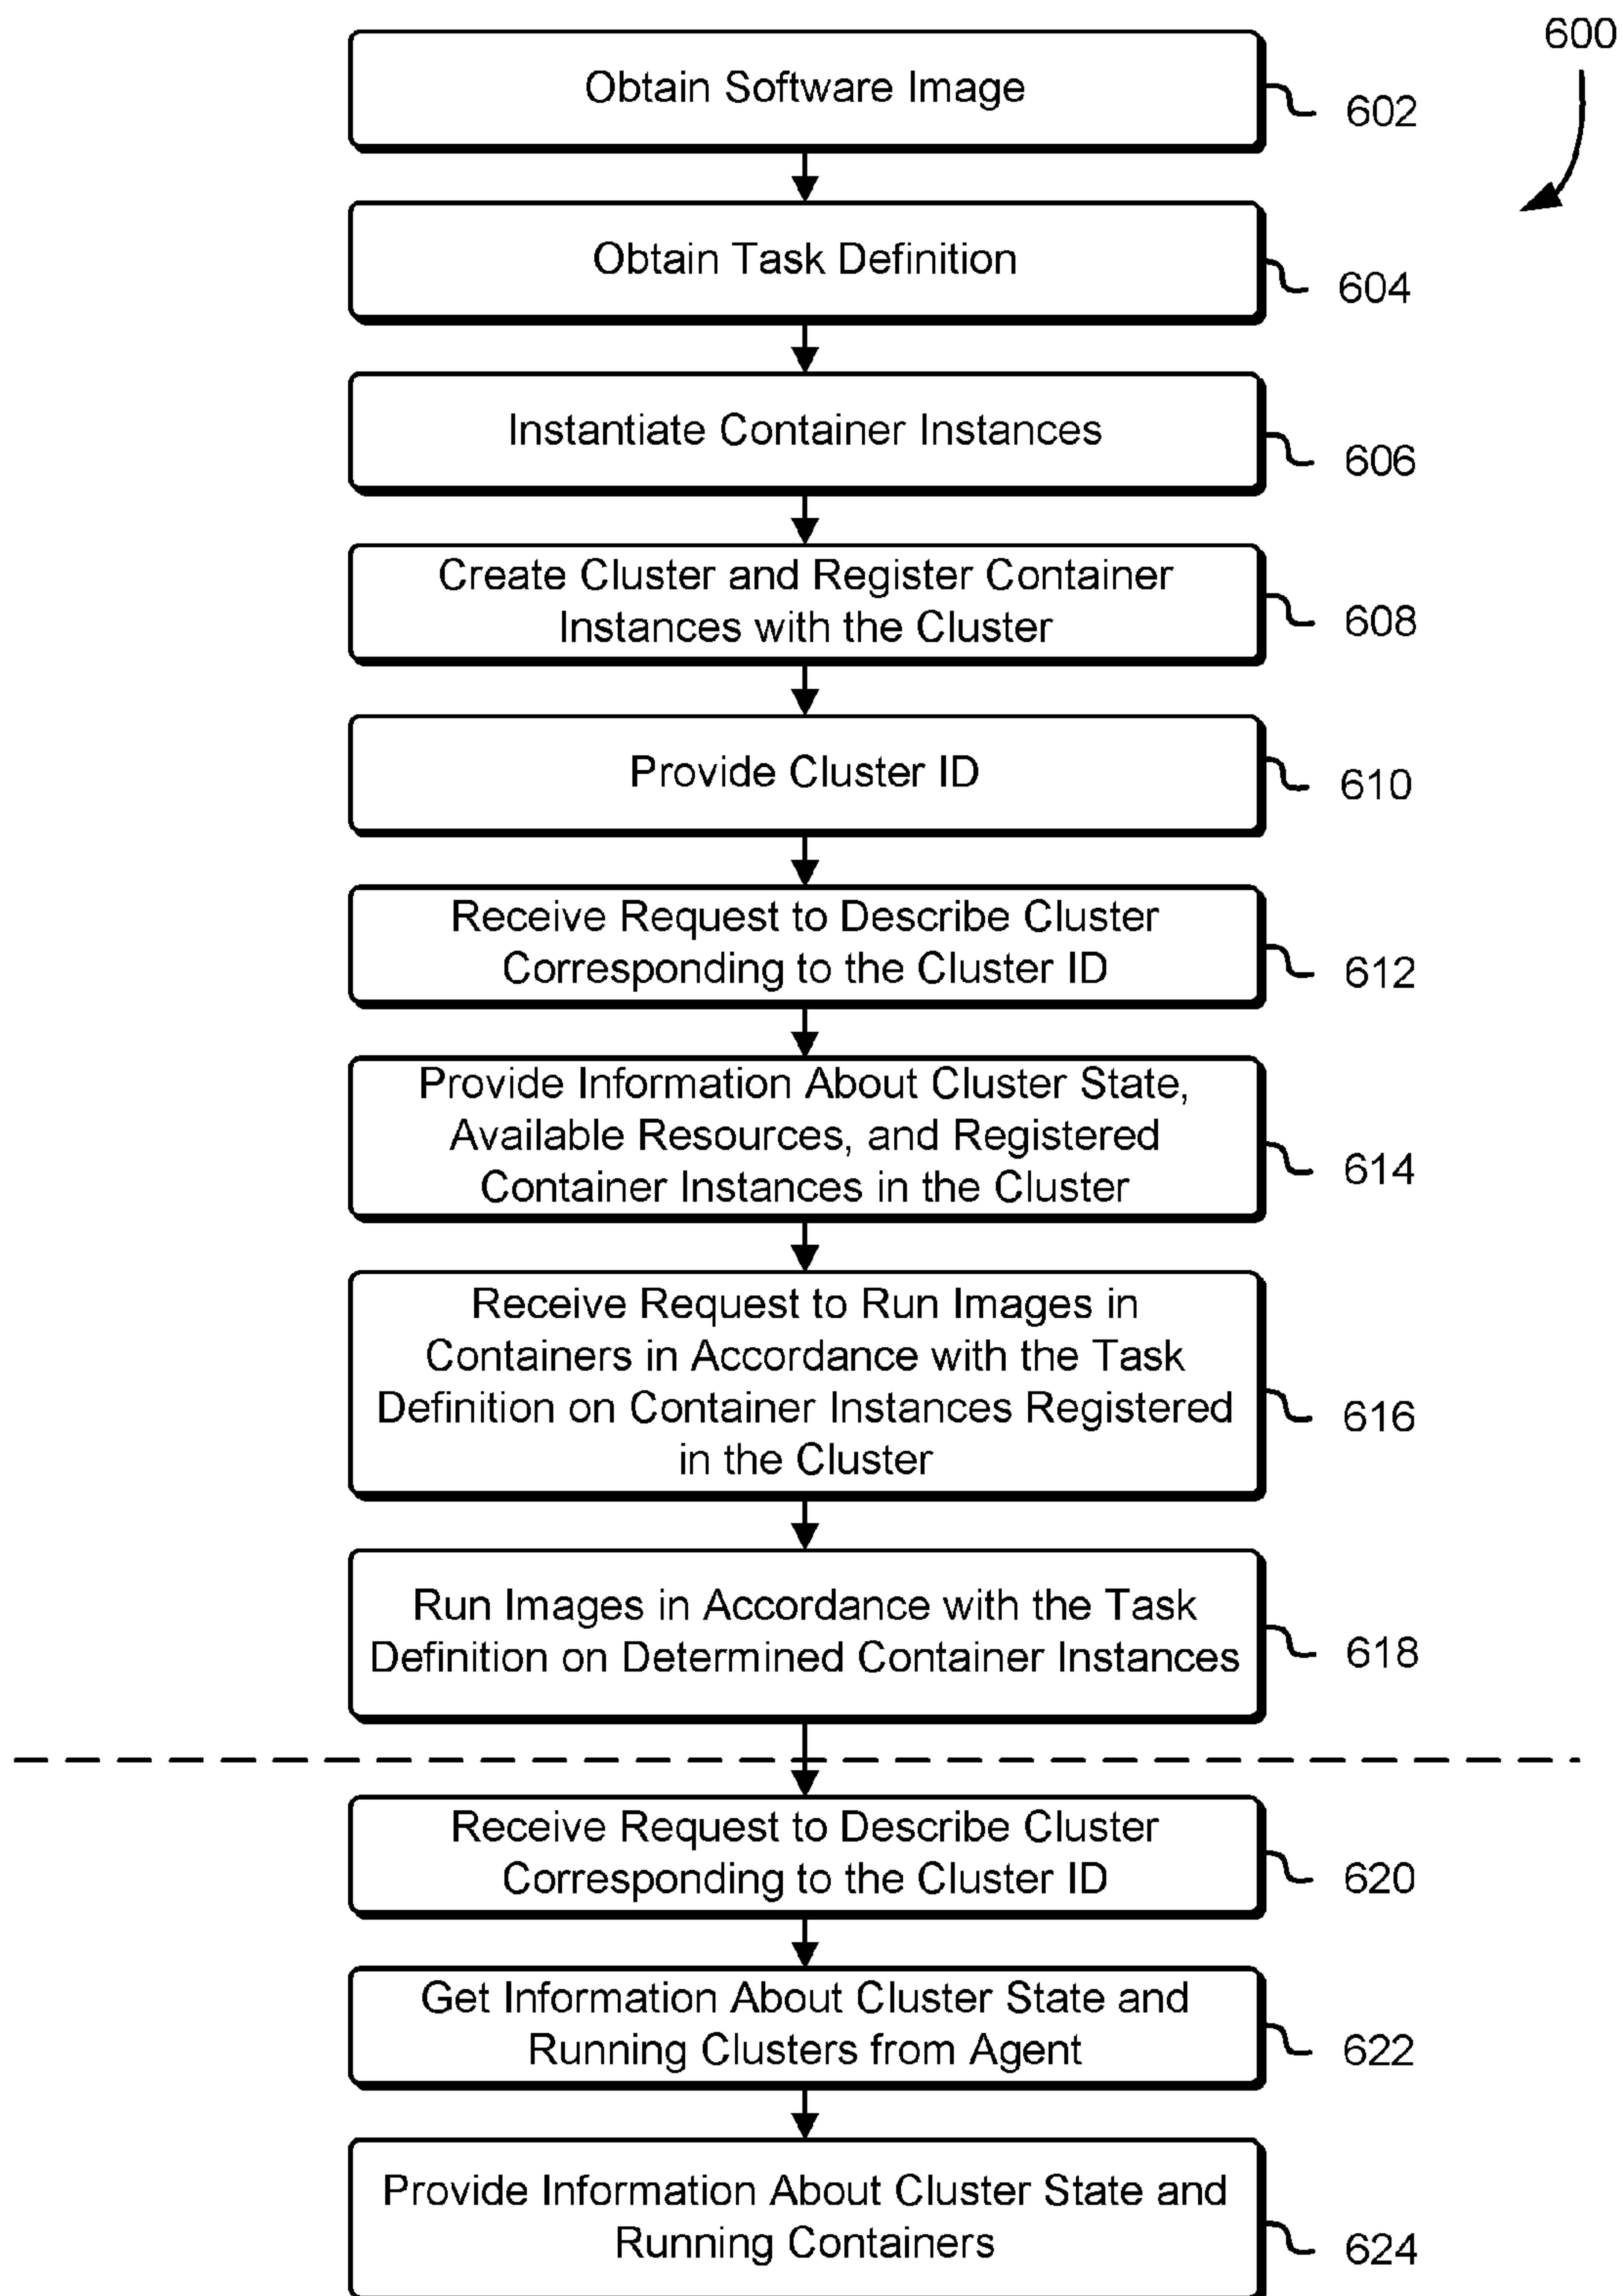 600
Obtain Software Image
602
Obtain Task Definition
604
Instantiate Container Instances
606
Create Cluster and Register Container
Instances with the Cluster
608
Provide Cluster ID
610
Receive Request to Describe Cluster
Corresponding to the Cluster ID
612
Provide Information About Cluster State,
Available Resources, and Registered
Container Instances in the Cluster
614
Receive Request to Run Images in
Containers in Accordance with the Task
Definition on Container Instances Registered
in the Cluster
616
Run Images in Accordance with the Task
Definition on Determined Container Instances
618
Receive Request to Describe Cluster
Corresponding to the Cluster ID
620
Get Information About Cluster State and
Running Clusters from Agent
622
Provide Information About Cluster State and
Running Containers
624